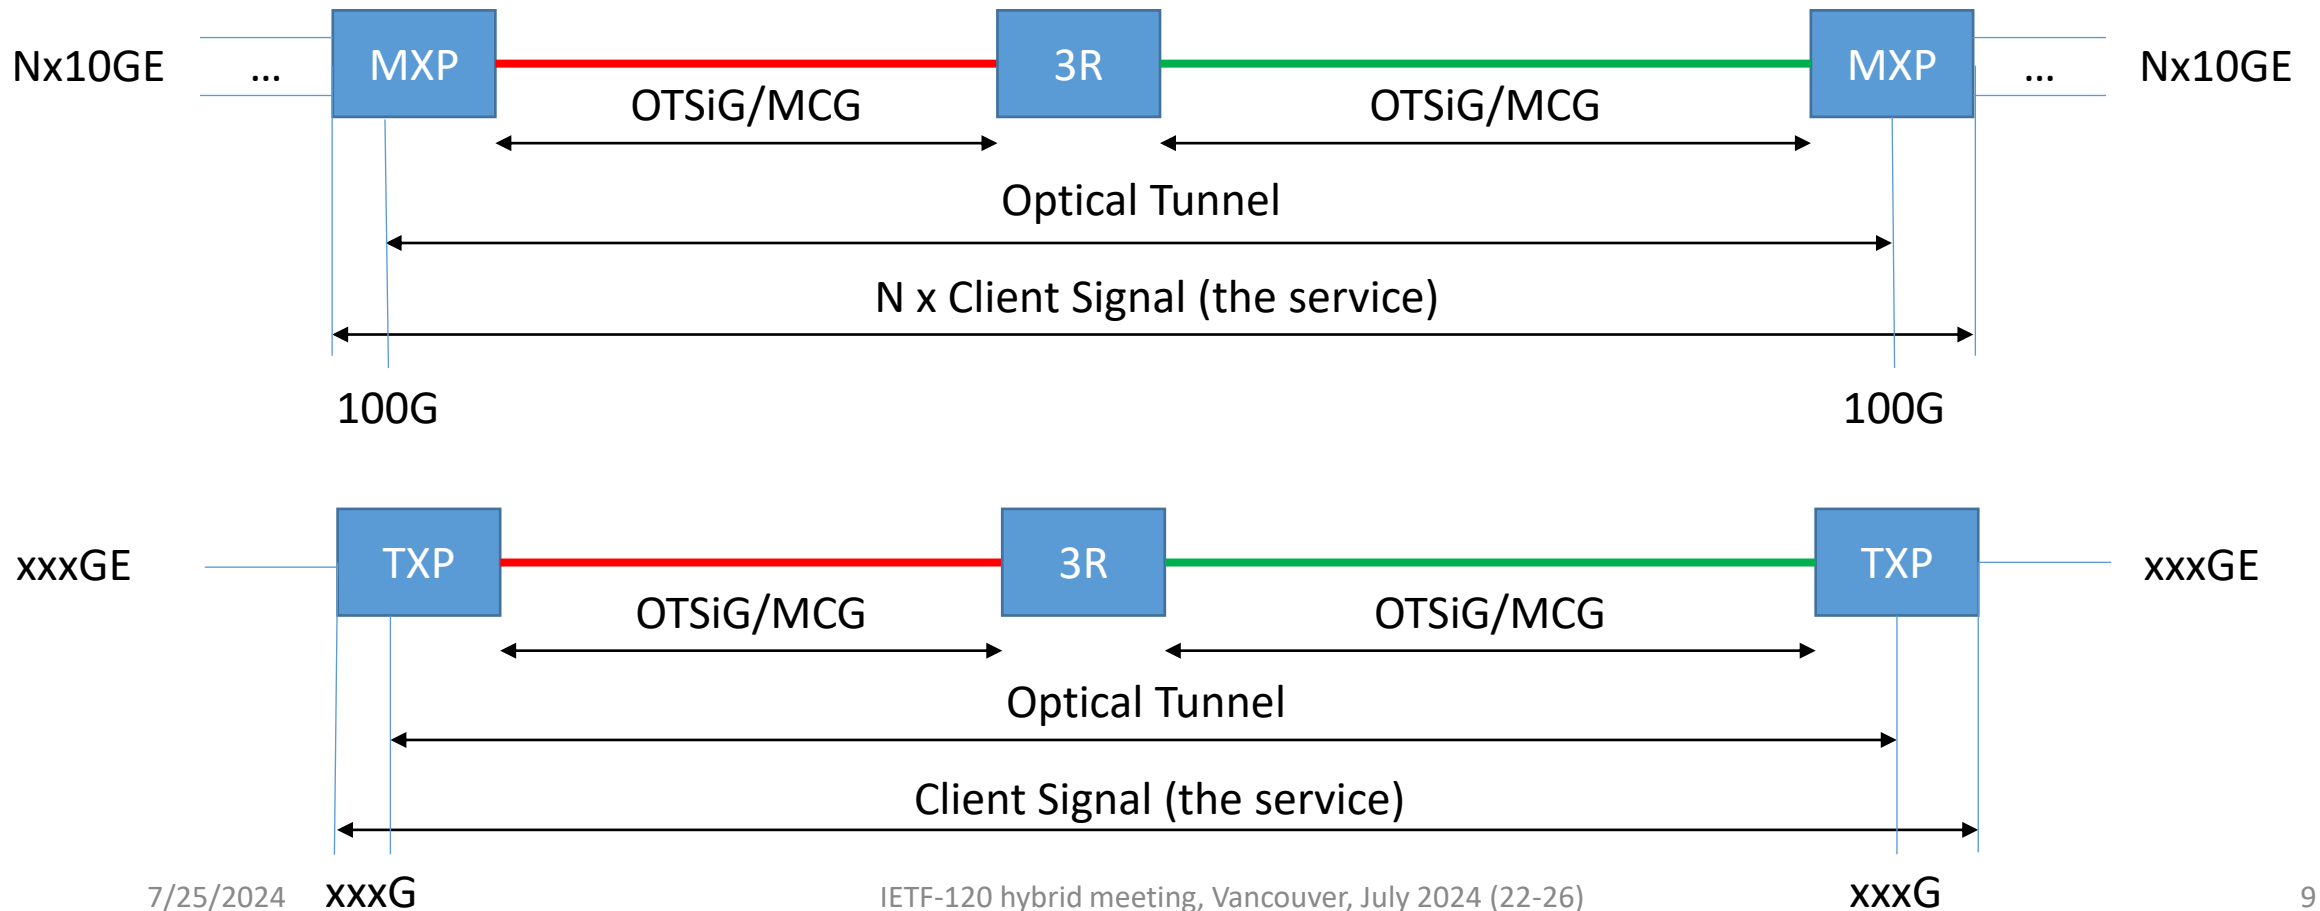 Nx10GE ... MXP 3R MXP ... Nx10GE
OTSiG/MCG OTSiG/MCG
Optical Tunnel
N x Client Signal (the service)
100G 100G
xxxGE TXP 3R TXP xxxGE
OTSiG/MCG OTSiG/MCG
Optical Tunnel
Client Signal (the service)
7/25/2024 xxxG IETF-120 hybrid meeting, Vancouver, July 2024 (22-26) xxxG 9